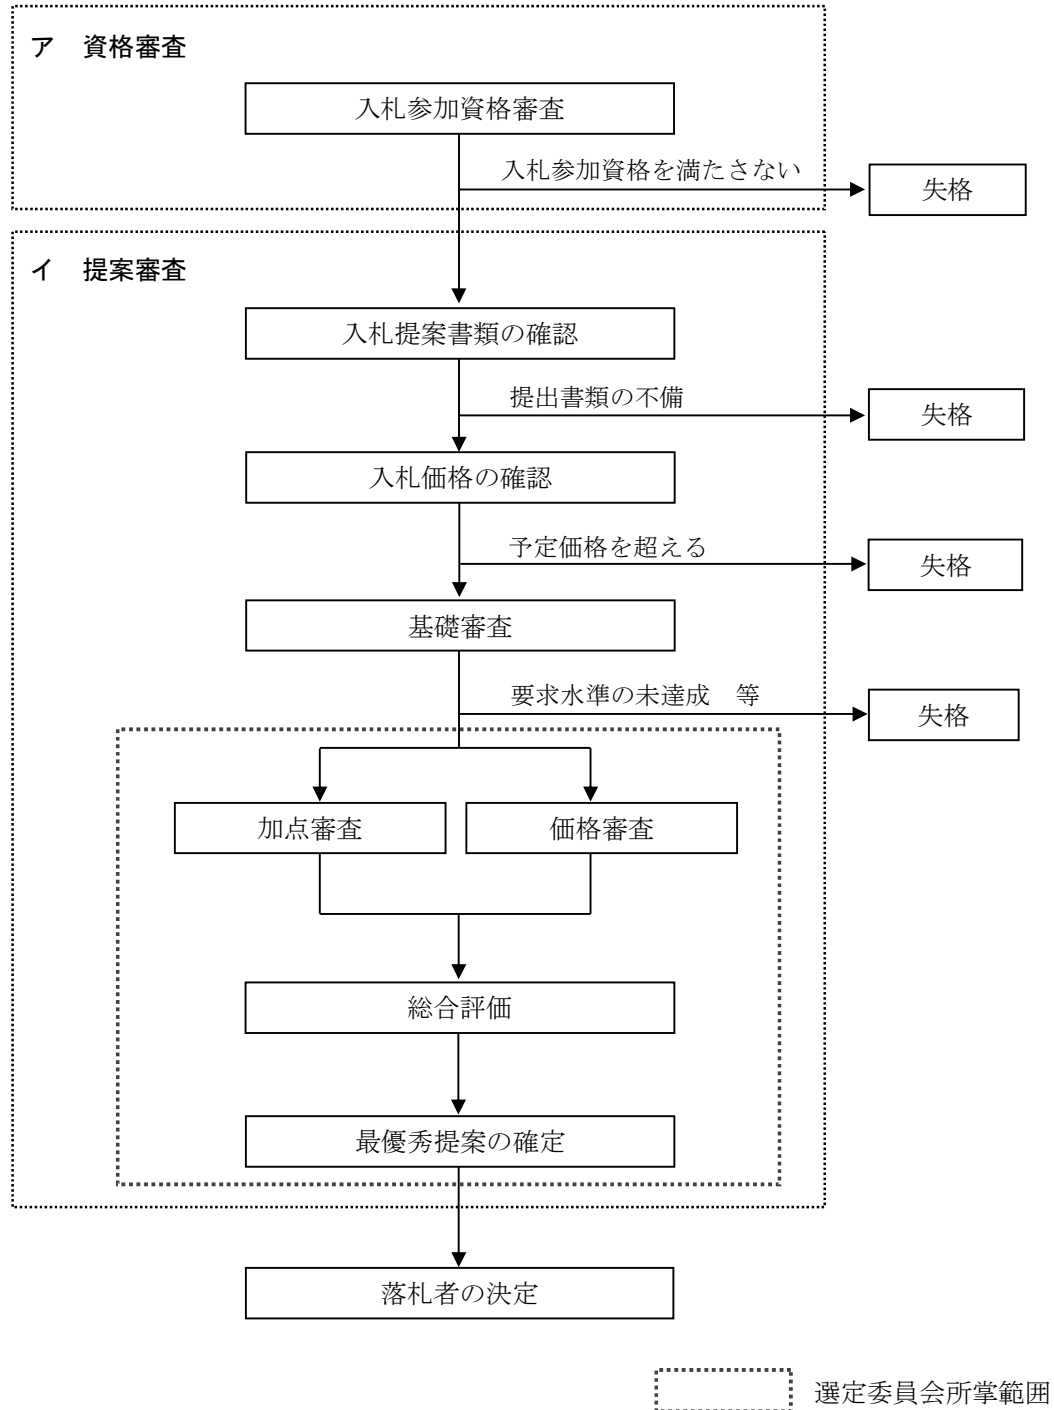 ア　資格審査
入札参加資格審査
入札参加資格を満たさない
失格
イ　提案審査
入札提案書類の確認
提出書類の不備
失格
入札価格の確認
予定価格を超える
失格
基礎審査
要求水準の未達成　等
失格
加点審査
価格審査
総合評価
最優秀提案の確定
落札者の決定
選定委員会所掌範囲